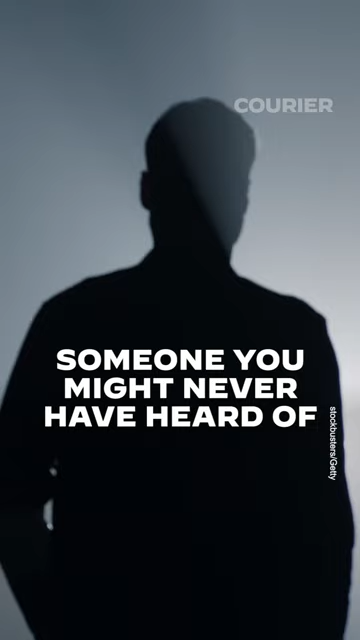 COURIER
SOMEONE YOU
MIGHT NEVER
HAVE HEARD OF
stockbusters/Getty